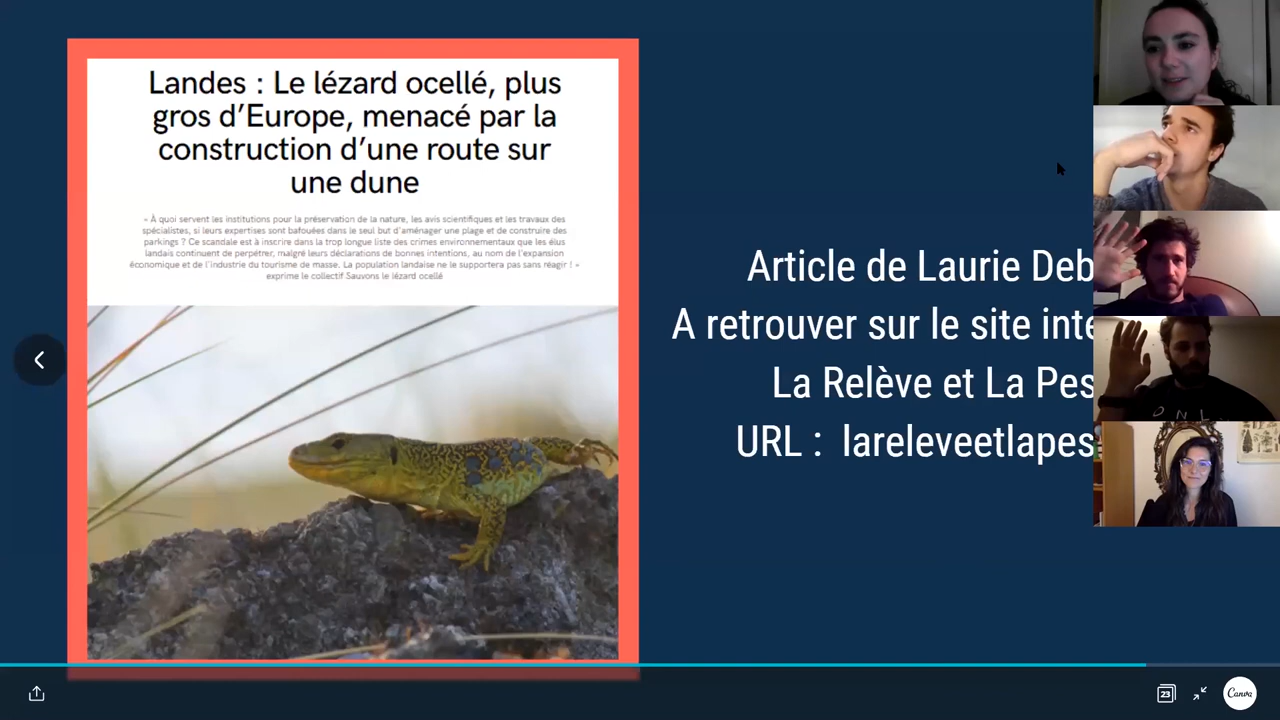 Landes : Le lézard ocellé, plus
gros d’Europe, menacé par la
construction d’une route sur
une dune
« À quoi servent les institutions pour la préservation de la nature, les avis scientifiques et les travaux des
spécialistes, si leurs expertises sont bafouées dans le seul but d’aménager une plage et de construire des
parkings ? Ce scandale est à inscrire dans la trop longue liste des crimes environnementaux que les élus
landais continuent de perpétrer, malgré leurs déclarations de bonnes intentions, au nom de l’expansion
économique et de l’industrie du tourisme de masse. La population landaise ne le supportera pas sans réagir ! »
exprime le collectif Sauvons le lézard ocellé
Article de Laurie Deb
A retrouver sur le site inte
La Relève et La Pes
URL : lareleveetlapes
23
Canva